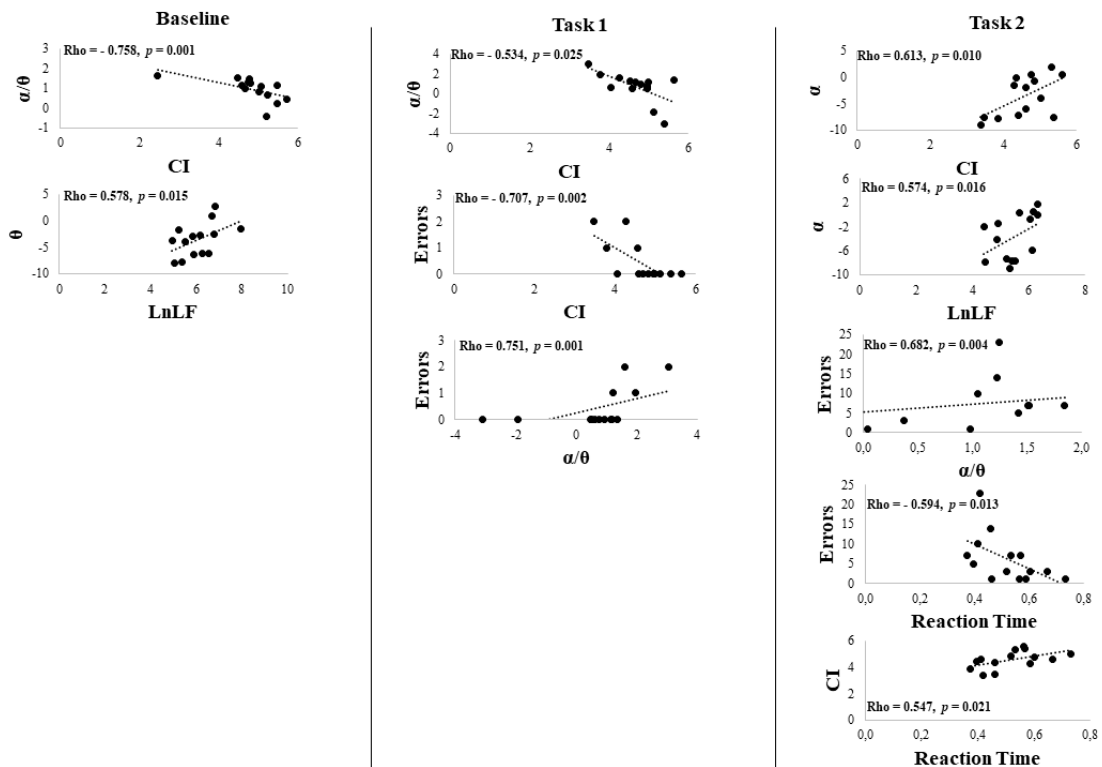 Baseline
Rho = - 0.758, p = 0.001
α/θ
3
2
1
0
-1
0 2 4 6
CI
Rho = 0.578, p = 0.015
θ
5
0
-5
-10
0 2 4 6 8 10
LnLF
Task 1
Rho = - 0.534, p = 0.025
α/θ
4
2
0
-2
-4
0 2 4 6
CI
Rho = - 0.707, p = 0.002
Errors
3
2
1
0
0 2 4 6
CI
Rho = 0.751, p = 0.001
Errors
3
2
1
0
-4 -2 0 2 4
α/θ
Task 2
Rho = 0.613, p = 0.010
α
5
0
-5
-10
0 2 4 6
CI
Rho = 0.574, p = 0.016
α
5
0
-5
-10
0 2 4 6 8
LnLF
Rho = 0.682, p = 0.004
Errors
25
20
15
10
5
0
0,0 0,5 1,0 1,5 2,0
α/θ
Rho = - 0.594, p = 0.013
Errors
25
20
15
10
5
0
0,0 0,2 0,4 0,6 0,8
Reaction Time
CI
6
4
2
0
Rho = 0.547, p = 0.021
0,0 0,2 0,4 0,6 0,8
Reaction Time